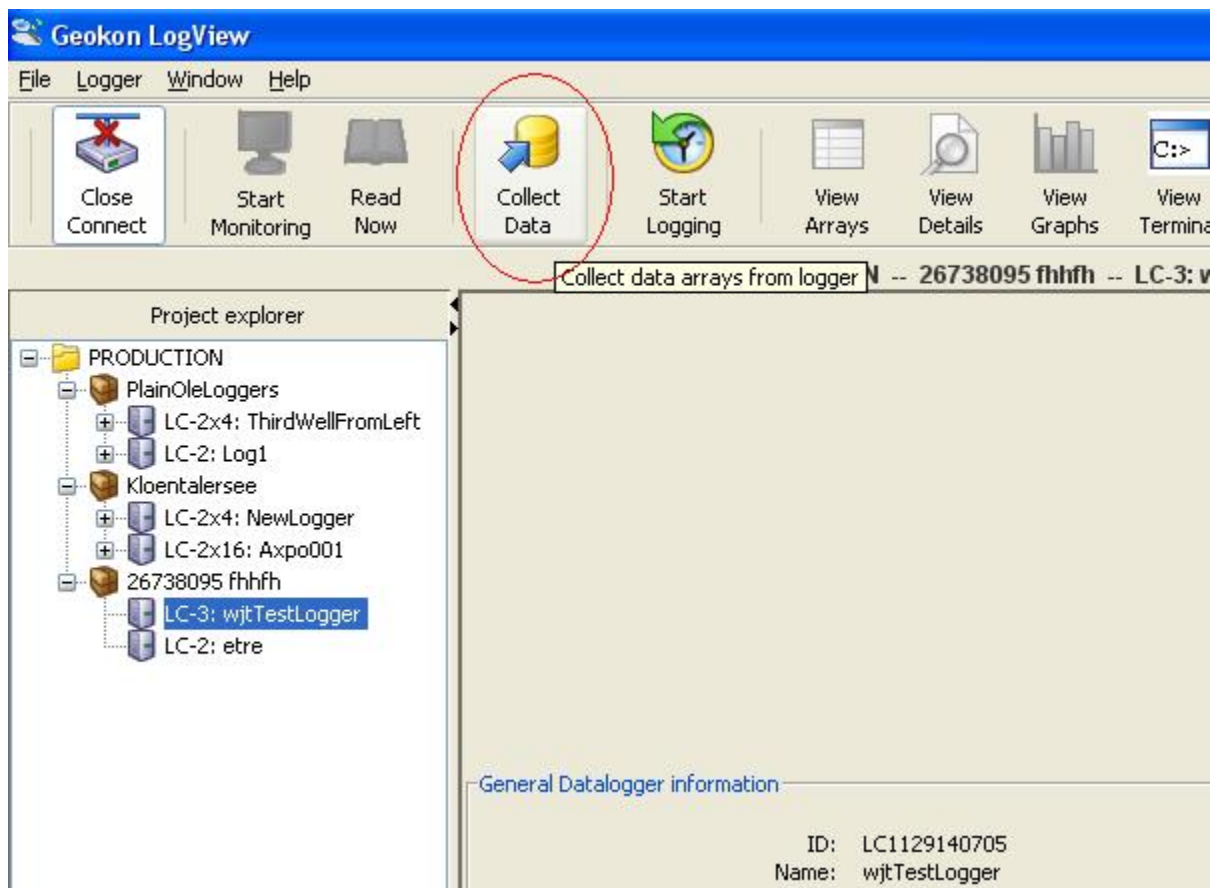 Geokon LogView
File Logger Window Help
Close Connect
Start Monitoring
Read Now
Collect Data
Start Logging
View Arrays
View Details
View Graphs
C:>
View
Collect data arrays from logger
-- 26738095 fhhfh -- LC-3:
Project explorer
PRODUCTION
PlainOleLoggers
LC-2x4: ThirdWellFromLeft
LC-2: Log1
Kloentalersee
LC-2x4: NewLogger
LC-2x16: Axpo001
26738095 fhhfh
LC-3: wjtTestLogger
LC-2: etre
General Datalogger information
ID: LC1129140705
Name: wjtTestLogger